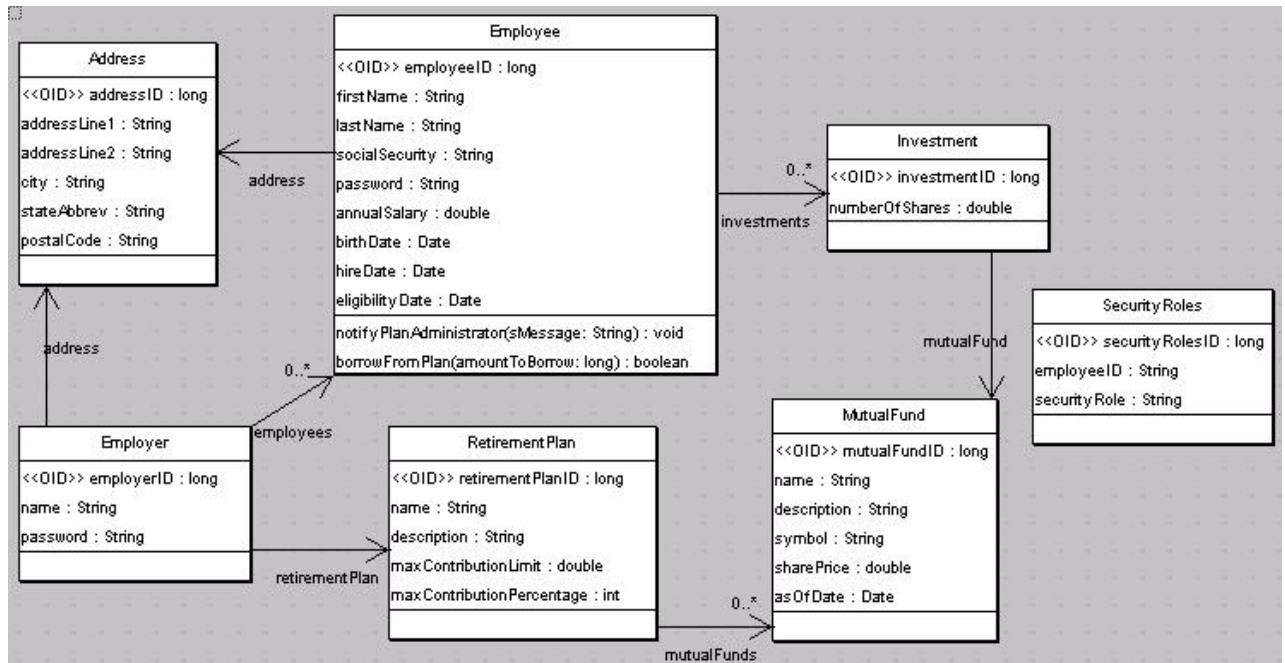 Address
<<OID>> addressID : long
addressLine1 : String
addressLine2 : String
city : String
stateAbbrev : String
postalCode : String
Employee
<<OID>> employeeID : long
firstName : String
lastName : String
socialSecurity : String
password : String
annualSalary : double
birthDate : Date
hireDate : Date
eligibilityDate : Date
notifyPlanAdministrator(sMessage: String) : void
borrowFromPlan(amountToBorrow: long) : boolean
address
0..*
investments
Investment
<<OID>> investmentID : long
numberOfShares : double
mutualFund
Security Roles
<<OID>> securityRolesID : long
employeeID : String
securityRole : String
address
0..*
employees
Employer
<<OID>> employerID : long
name : String
password : String
retirementPlan
RetirementPlan
<<OID>> retirementPlanID : long
name : String
description : String
maxContributionLimit : double
maxContributionPercentage : int
0..*
mutualFunds
MutualFund
<<OID>> mutualFundID : long
name : String
description : String
symbol : String
sharePrice : double
asOfDate : Date